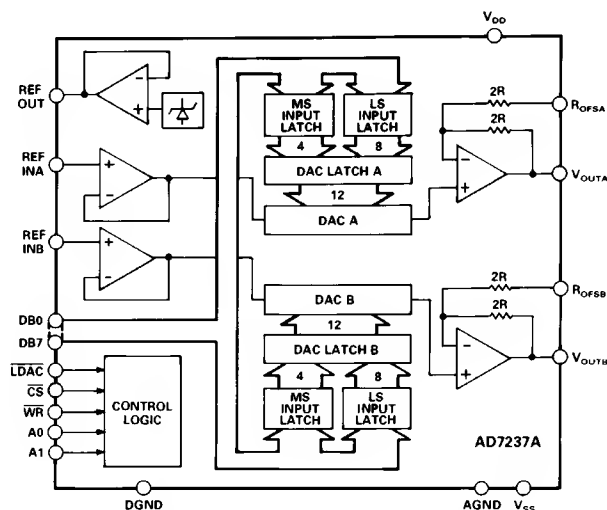 VDD
REF
OUT
MS
INPUT
LATCH
LS
INPUT
LATCH
2R
ROFSA
2R
4
8
REF
INA
DAC LATCH A
VOUTA
12
DAC A
REF
INB
DAC B
2R
ROFSB
DB0
12
2R
DB7
DAC LATCH B
VOUTB
LDAC
4
8
CS
CONTROL
LOGIC
MS
INPUT
LATCH
LS
INPUT
LATCH
WR
A0
A1
AD7237A
DGND
AGND
VSS